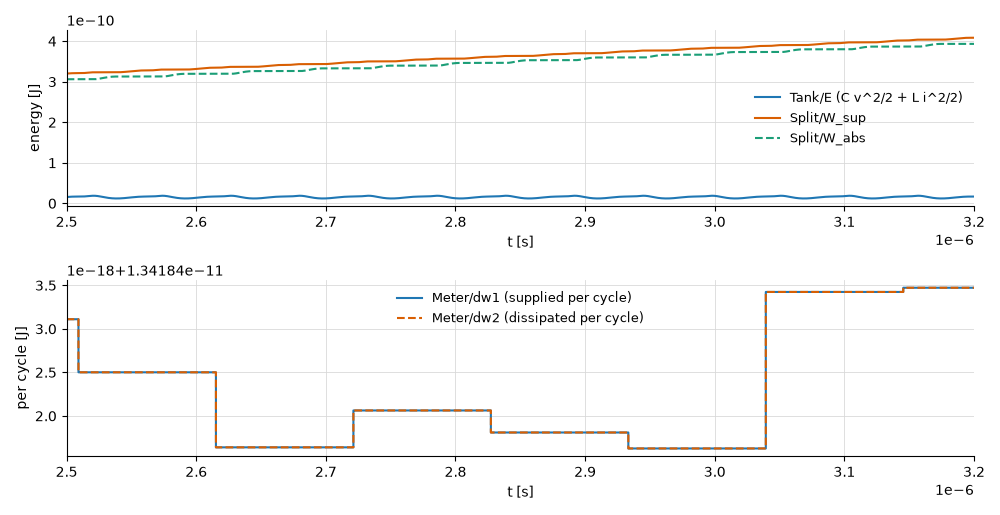 1e−10
energy [J]
4
3
2
1
0
Tank/E (C v^2/2 + L i^2/2)
Split/W_sup
Split/W_abs
2.5 2.6 2.7 2.8 2.9 3.0 3.1 3.2
t [s]
1e−6
1e−18+1.34184e−11
per cycle [J]
3.5
3.0
2.5
2.0
Meter/dw1 (supplied per cycle)
Meter/dw2 (dissipated per cycle)
2.5 2.6 2.7 2.8 2.9 3.0 3.1 3.2
t [s]
1e−6